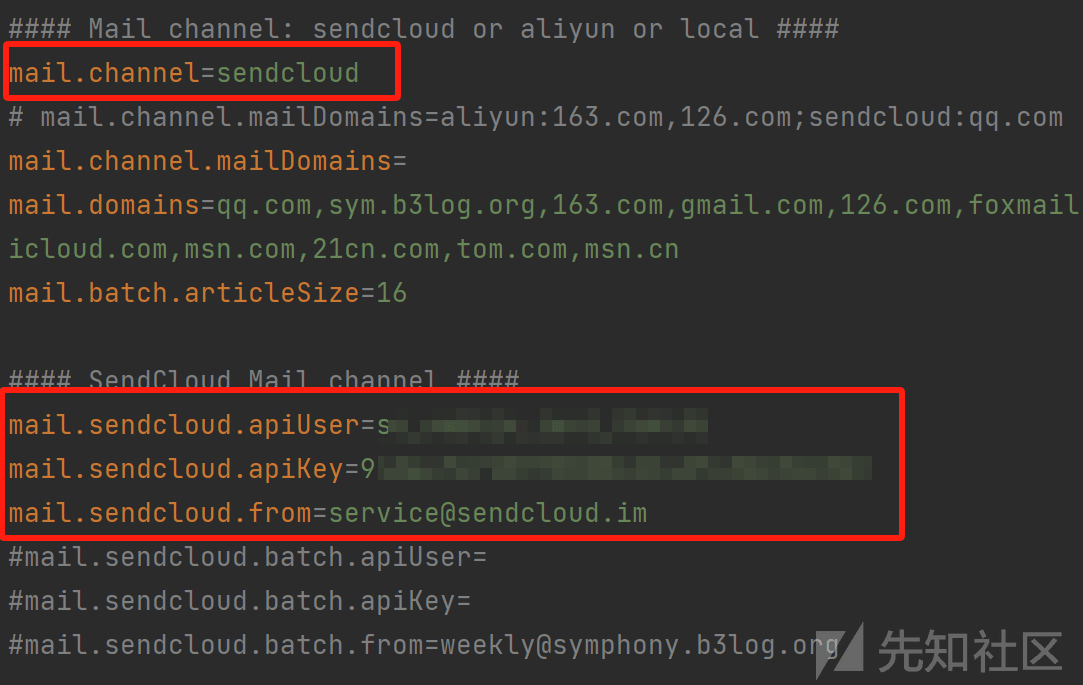 #### Mail channel: sendcloud or aliyun or local ####
mail.channel=sendcloud
# mail.channel.mailDomains=aliyun:163.com,126.com;sendcloud:qq.com
mail.channel.mailDomains=
mail.domains=qq.com,sym.b3log.org,163.com,gmail.com,126.com,foxmail
icloud.com,msn.com,21cn.com,tom.com,msn.cn
mail.batch.articleSize=16
#### SendCloud Mail channel ####
mail.sendcloud.apiUser=s
mail.sendcloud.apiKey=9
mail.sendcloud.from=service@sendcloud.im
#mail.sendcloud.batch.apiUser=
#mail.sendcloud.batch.apiKey=
#mail.sendcloud.batch.from=weekly@symphony.b3log.org
先知社区